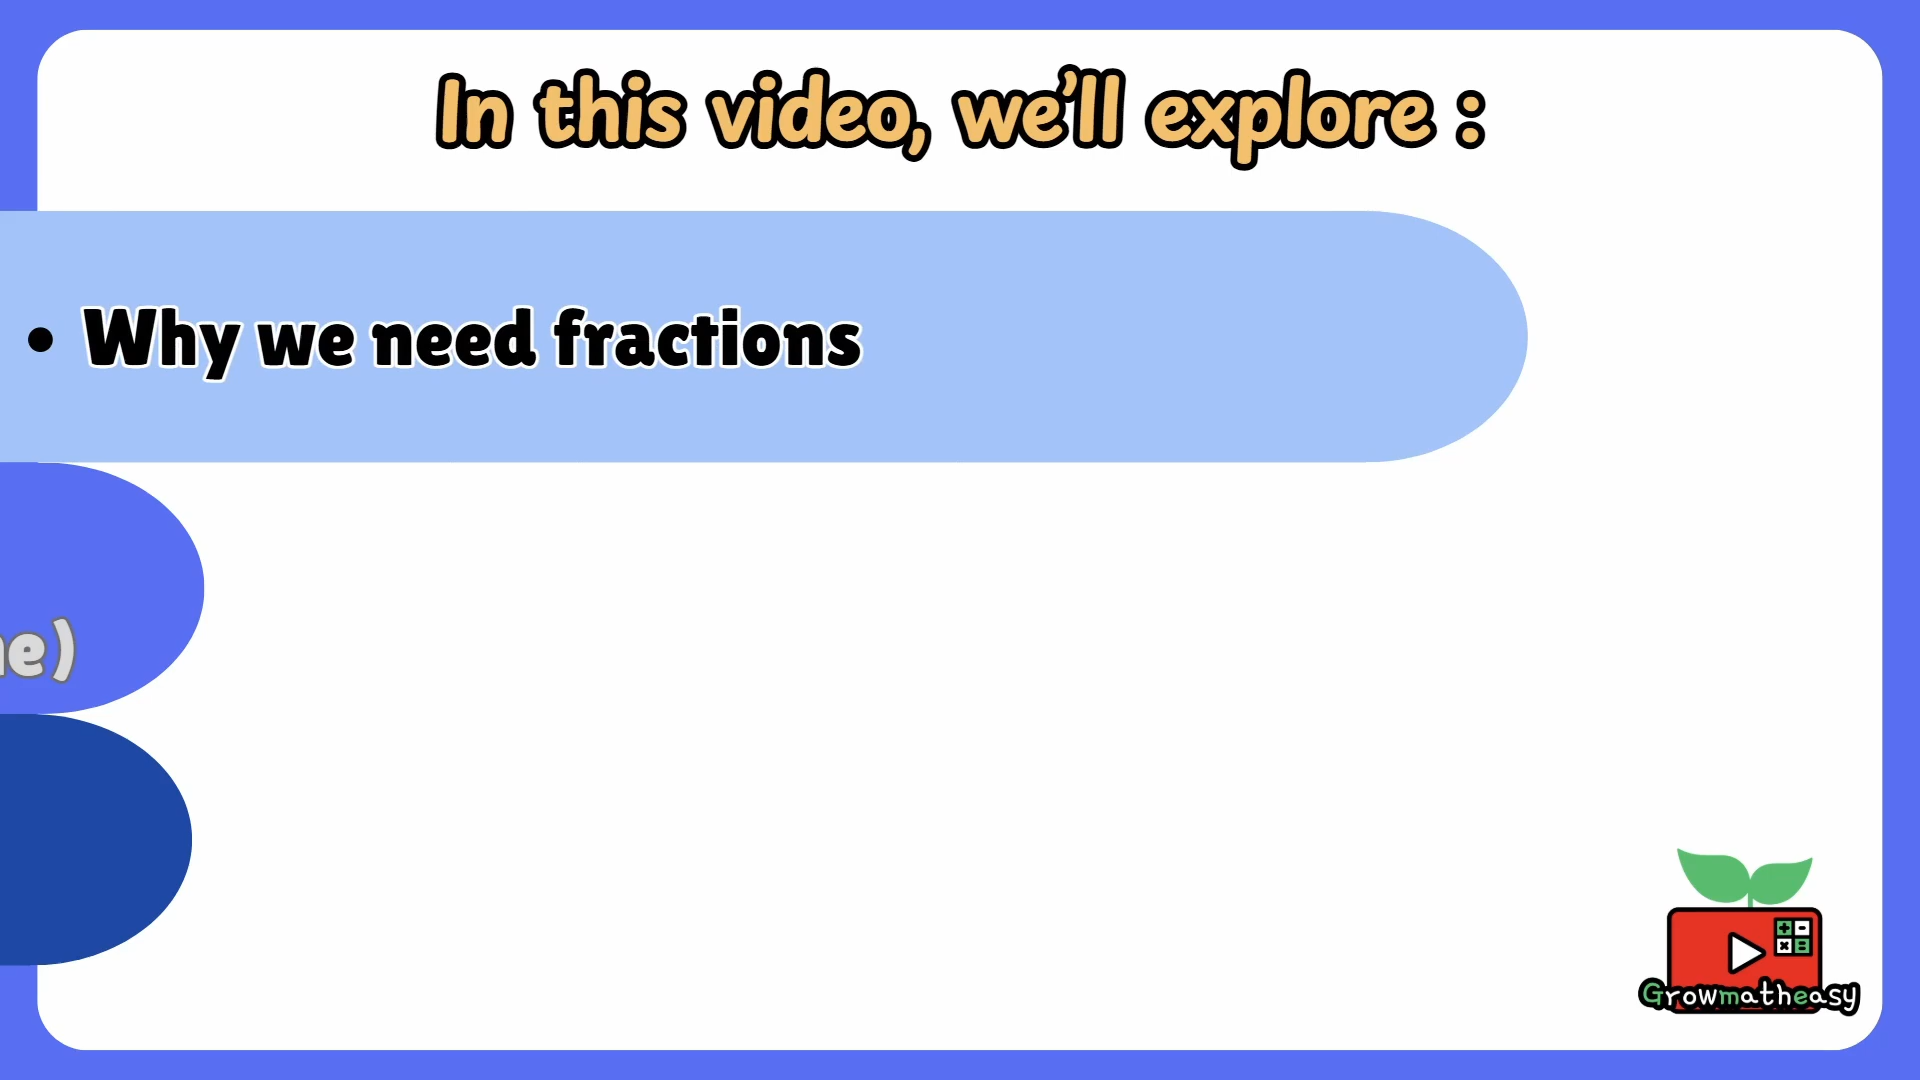 In this video, we’ll explore :
• Why we need fractions
Growmatheasy